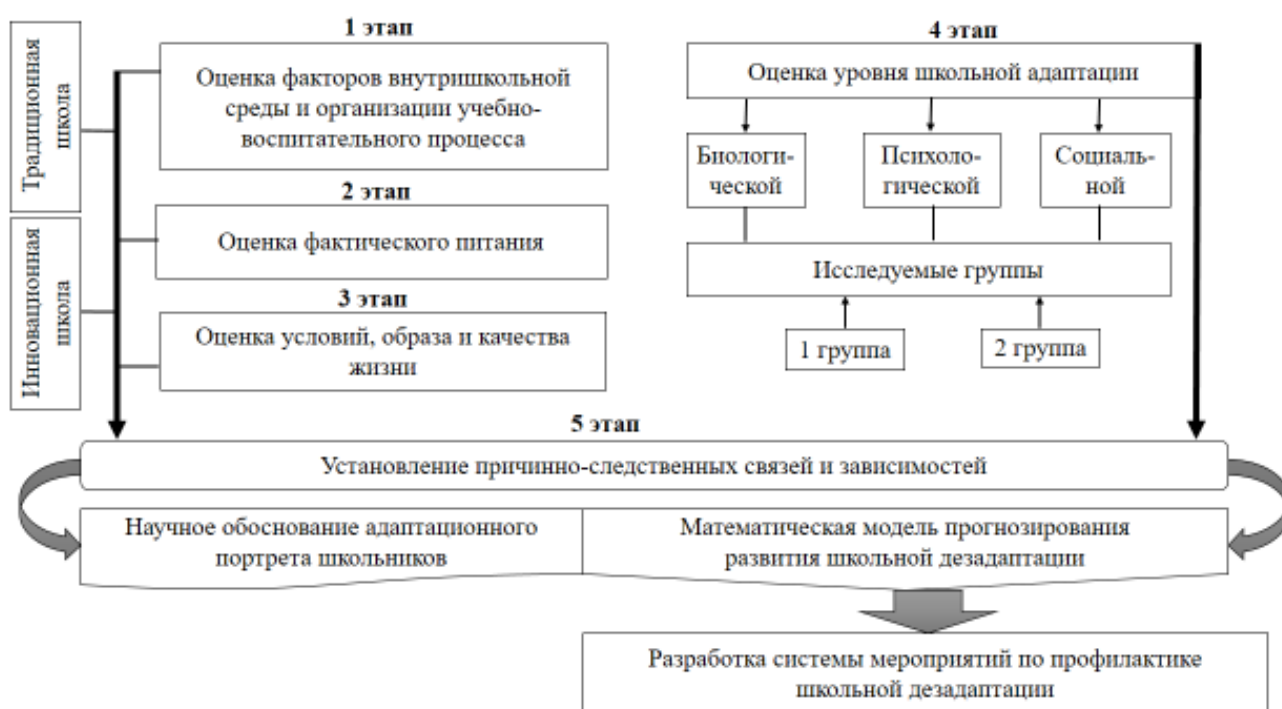 Традиционная
школа
Инновационная
школа
1 этап
Оценка факторов внутришкольной
среды и организации учебно-
воспитательного процесса
2 этап
Оценка фактического питания
3 этап
Оценка условий, образа и качества
жизни
4 этап
Оценка уровня школьной адаптации
Биологи-
ческой
Психоло-
гической
Социаль-
ной
Исследуемые группы
1 группа
2 группа
5 этап
Установление причинно-следственных связей и зависимостей
Научное обоснование адаптационного
портрета школьников
Математическая модель прогнозирования
развития школьной дезадаптации
Разработка системы мероприятий по профилактике
школьной дезадаптации